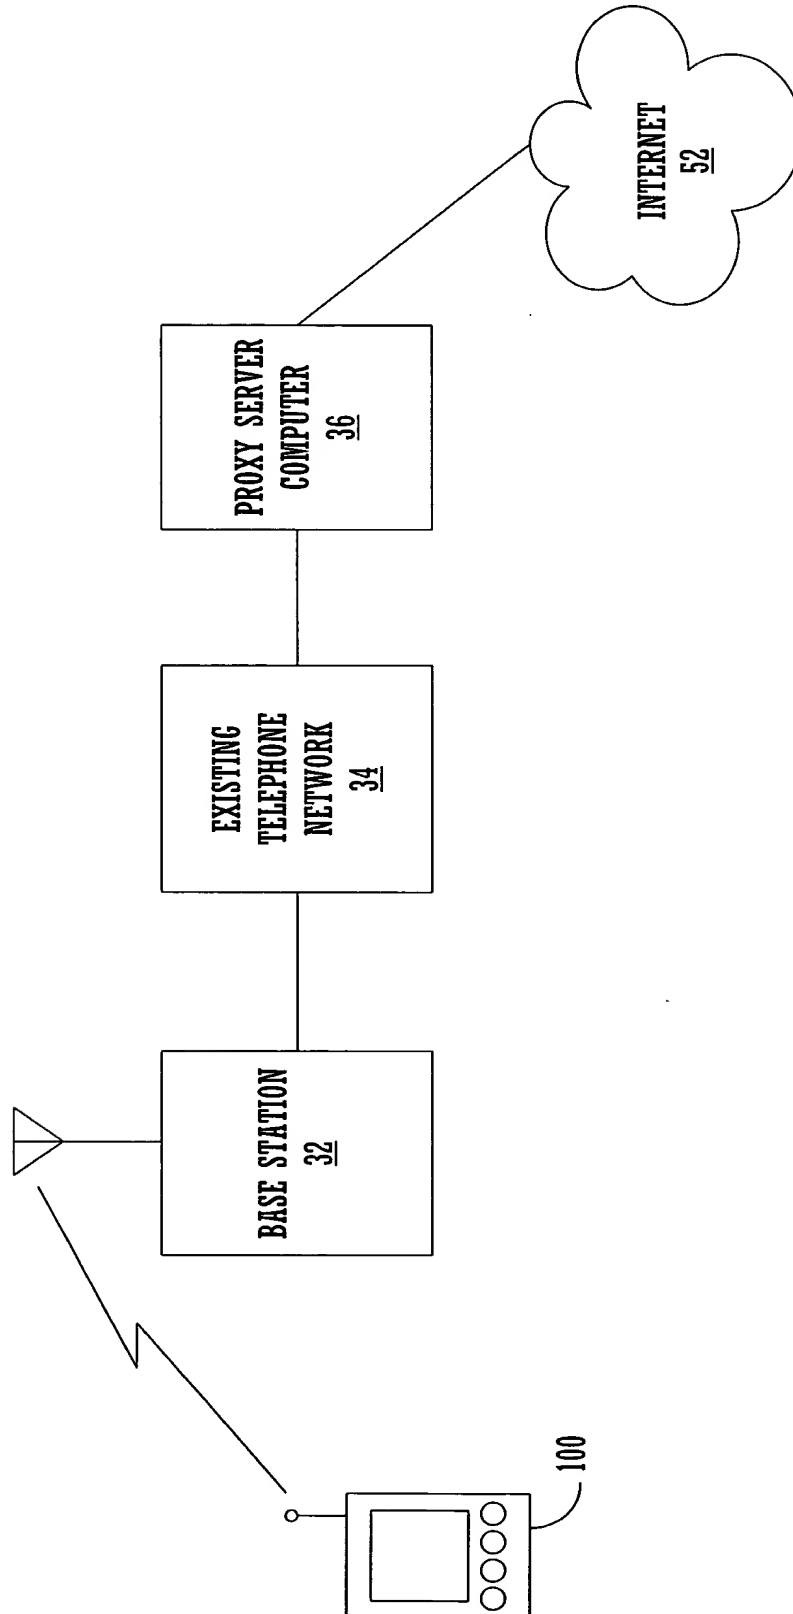 100
BASE STATION
32
EXISTING
TELEPHONE
NETWORK
34
PROXY SERVER
COMPUTER
36
INTERNET
52